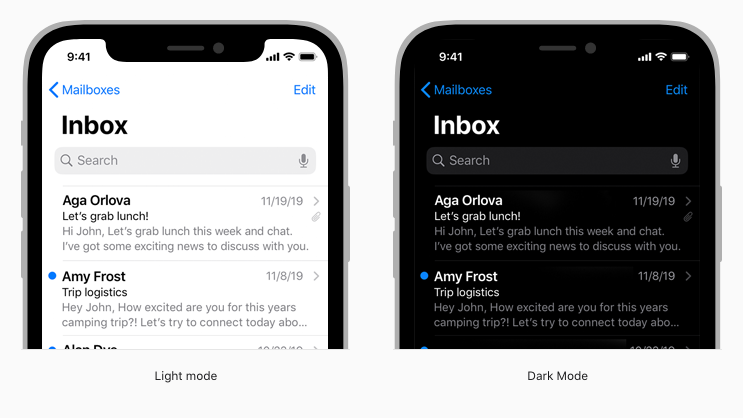 9:41
Mailboxes
Edit
Inbox
Search
Aga Orlova 11/19/19
Let's grab lunch!
Hi John, Let's grab lunch this week and chat.
I've got some exciting news to discuss with you.
Amy Frost 11/8/19
Trip logistics
Hey John, How excited are you for this years
camping trip?! Let's try to connect today abo...
Light mode
9:41
Mailboxes
Edit
Inbox
Search
Aga Orlova 11/19/19
Let's grab lunch!
Hi John, Let's grab lunch this week and chat.
I've got some exciting news to discuss with you.
Amy Frost 11/8/19
Trip logistics
Hey John, How excited are you for this years
camping trip?! Let's try to connect today abo...
Dark Mode